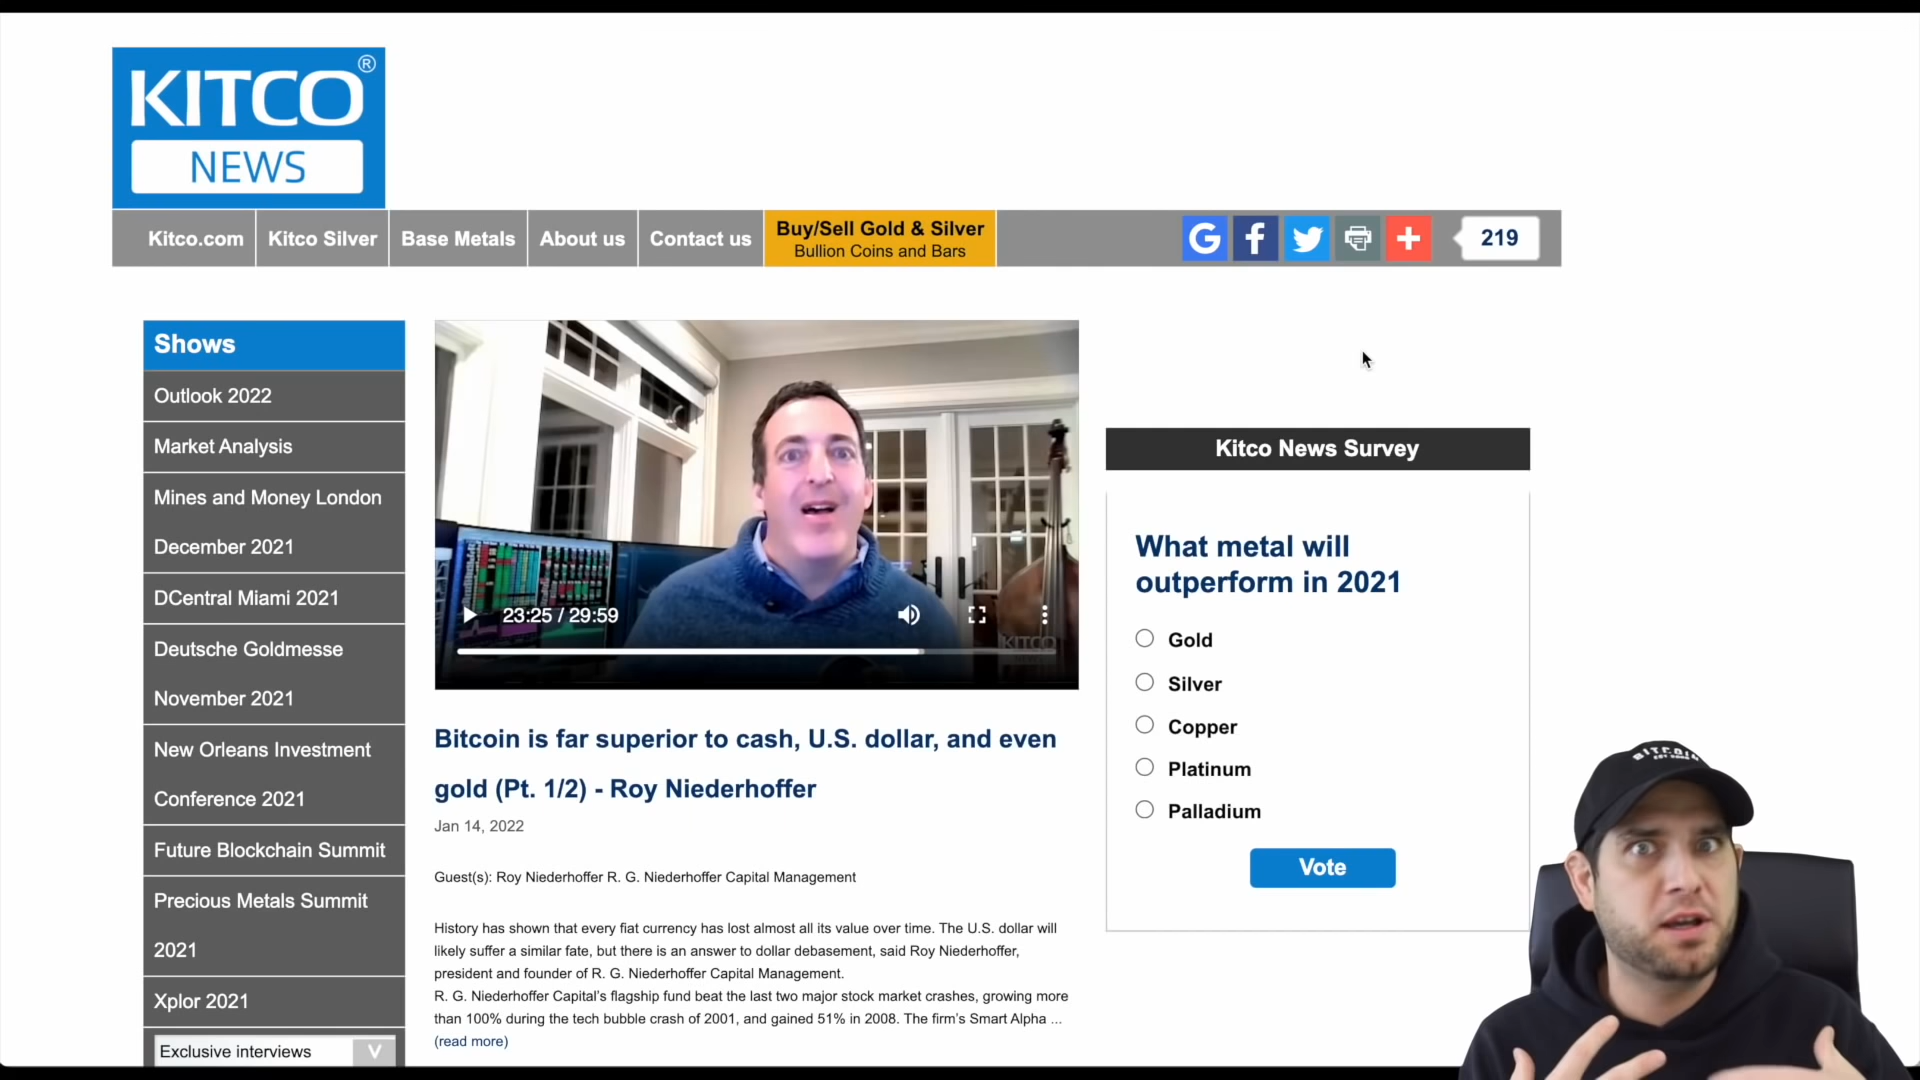 KITCO®
NEWS
Kitco.com
Kitco Silver
Base Metals
About us
Contact us
Buy/Sell Gold & Silver
Bullion Coins and Bars
219
Shows
Outlook 2022
Market Analysis
Mines and Money London
December 2021
DCentral Miami 2021
Deutsche Goldmesse
November 2021
New Orleans Investment
Conference 2021
Future Blockchain Summit
Precious Metals Summit
2021
Xplor 2021
Exclusive interviews
23:25 / 29:59
KITCO
NEWS
Bitcoin is far superior to cash, U.S. dollar, and even
gold (Pt. 1/2) - Roy Niederhoffer
Jan 14, 2022
Guest(s): Roy Niederhoffer R. G. Niederhoffer Capital Management
History has shown that every fiat currency has lost almost all its value over time. The U.S. dollar will
likely suffer a similar fate, but there is an answer to dollar debasement, said Roy Niederhoffer,
president and founder of R. G. Niederhoffer Capital Management.
R. G. Niederhoffer Capital's flagship fund beat the last two major stock market crashes, growing more
than 100% during the tech bubble crash of 2001, and gained 51% in 2008. The firm's Smart Alpha ...
(read more)
Kitco News Survey
What metal will
outperform in 2021
Gold
Silver
Copper
Platinum
Palladium
Vote
BITCOIN